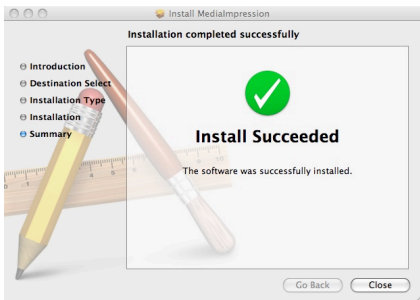 Install MediaImpression
Installation completed successfully
Introduction
Destination Select
Installation Type
Installation
Summary
Install Succeeded
The software was successfully installed.
Go Back
Close